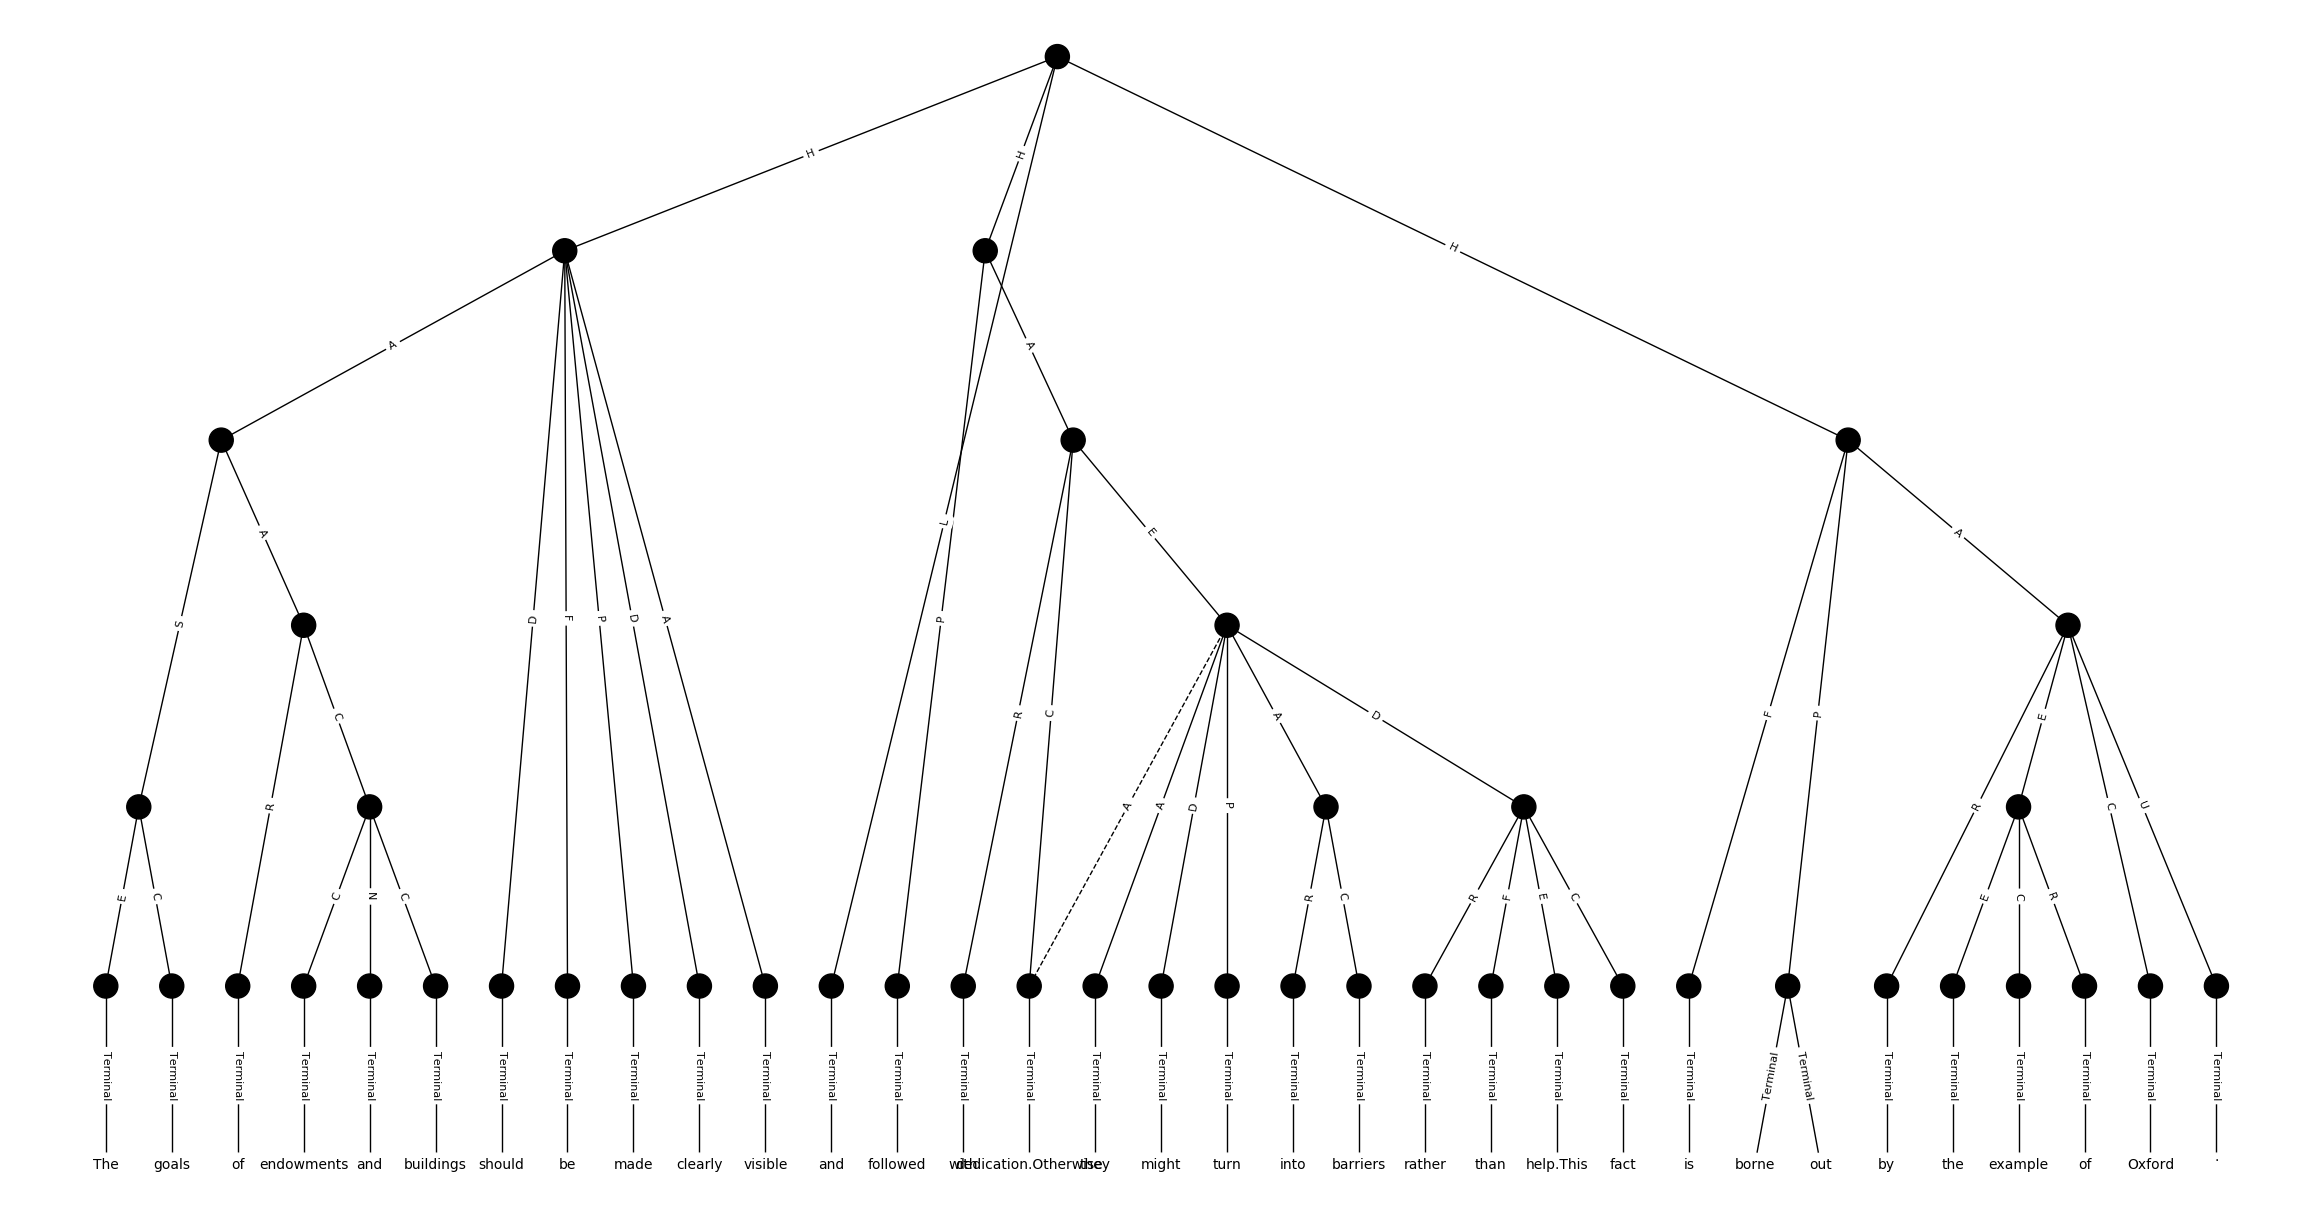 H
H
H
A
A
S
A
L
E
A
D
F
P
D
A
P
C
R
C
A
D
F
P
E
R
A
A
D
P
R
E
C
U
E
C
C
N
C
R
C
R
F
E
C
E
C
R
Terminal Terminal Terminal Terminal Terminal Terminal Terminal Terminal Terminal Terminal Terminal Terminal Terminal Terminal Terminal Terminal Terminal Terminal Terminal Terminal Terminal Terminal Terminal Terminal Terminal Terminal Terminal Terminal Terminal Terminal Terminal Terminal Terminal
The goals of endowments and buildings should be made clearly visible and followed with dedication.Otherwise they might turn into barriers rather than help.This fact is borne out by the example of Oxford .